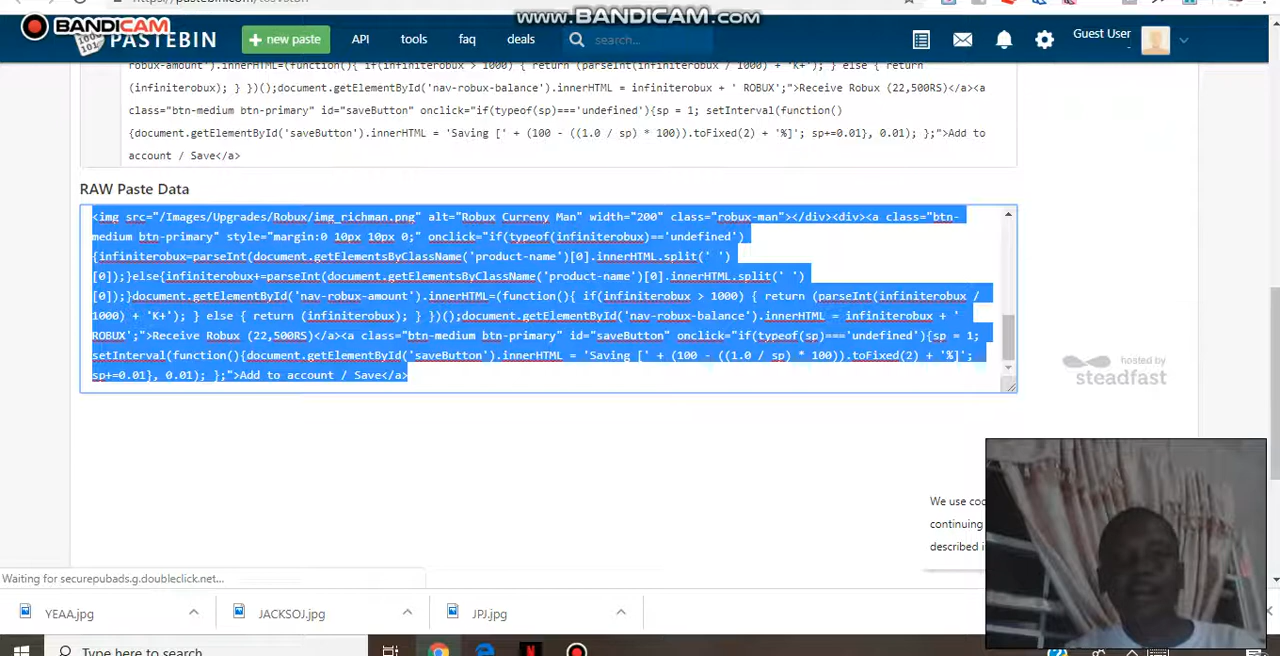 www.BANDICAM.com
BANDICAM
PASTEBIN
new paste
API
tools
faq
deals
search...
Guest User
robux-amount').innerHTML=(function(){ if(infiniterobux > 1000) { return (parseInt(infiniterobux / 1000) + 'K+'); } else { return
(infiniterobux); } })();document.getElementById('nav-robux-balance').innerHTML = infiniterobux + ' ROBUX';">Receive Robux (22,500RS)</a><a
class="btn-medium btn-primary" id="saveButton" onclick="if(typeof(sp)=='undefined'){sp = 1; setInterval(function()
{document.getElementById('saveButton').innerHTML = 'Saving [' + (100 - ((1.0 / sp) * 100)).toFixed(2) + '%]'; sp+=0.01}, 0.01); };">Add to
account / Save</a>
RAW Paste Data
<img src="/Images/Upgrades/Robux/img_richman.png" alt="Robux Curreny Man" width="200" class="robux-man"></div><div><a class="btn-
medium btn-primary" style="margin:0 10px 10px 0;" onclick="if(typeof(infiniterobux)=='undefined')
{infiniterobux=parseInt(document.getElementsByClassName('product-name')[0].innerHTML.split(' ')
[0]);}else{infiniterobux+=parseInt(document.getElementsByClassName('product-name')[0].innerHTML.split(' ')
[0]);}document.getElementById('nav-robux-amount').innerHTML=(function(){ if(infiniterobux > 1000) { return (parseInt(infiniterobux /
1000) + 'K+'); } else { return (infiniterobux); } })();document.getElementById('nav-robux-balance').innerHTML = infiniterobux + '
ROBUX';">Receive Robux (22,500RS)</a><a class="btn-medium btn-primary" id="saveButton" onclick="if(typeof(sp)=='undefined'){sp = 1;
setInterval(function(){document.getElementById('saveButton').innerHTML = 'Saving [' + (100 - ((1.0 / sp) * 100)).toFixed(2) + '%]';
sp+=0.01}, 0.01); };">Add to account / Save</a>
hosted by
steadfast
We use coo
continuing
described i
Waiting for securepubads.g.doubleclick.net...
YEAA.jpg
JACKSOJ.jpg
JPJ.jpg
Type here to search